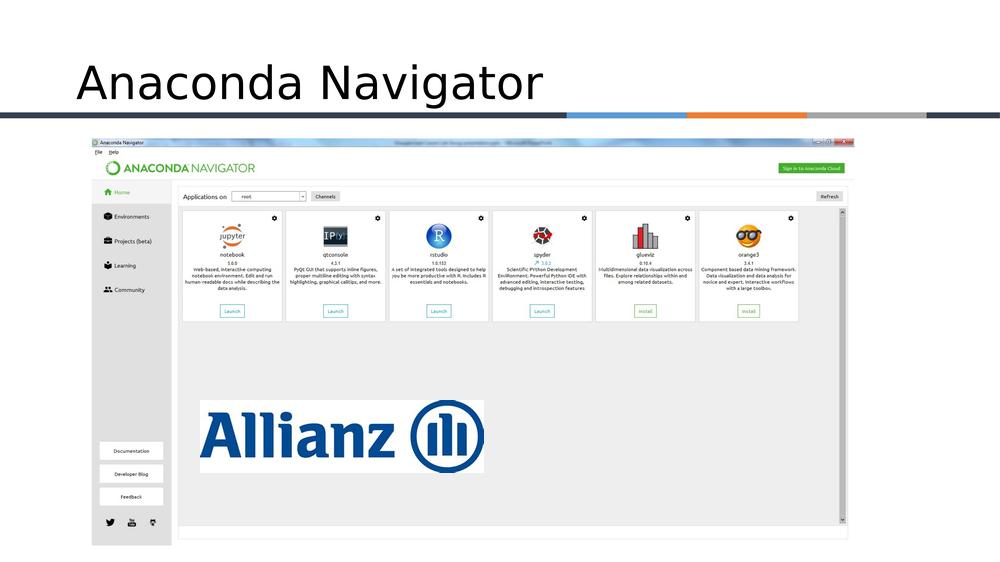 Anaconda Navigator
Anaconda Navigator
File Help
ANACONDA NAVIGATOR
Sign in to Anaconda Cloud
Home
Environments
Projects (beta)
Learning
Community
Applications on root Channels Refresh
jupyter
notebook
5.0.0
Web-based, interactive computing
notebook environment. Edit and run
human-readable docs while describing the
data analysis.
Launch
IP[y]
qtconsole
4.3.1
PyQt GUI that supports inline figures,
proper multiline editing with syntax
highlighting, graphical calltips, and more.
Launch
R
rstudio
1.0.153
A set of integrated tools designed to help
you be more productive with R. Includes R
essentials and notebooks.
Launch
spyder
Scientific PYthon Development
EnviRonment. Powerful Python IDE with
advanced editing, interactive testing,
debugging and introspection features
Launch
glueviz
0.10.4
Multidimensional data visualization across
files. Explore relationships within and
among related datasets.
Install
orange3
3.4.1
Component based data mining framework.
Data visualization and data analysis for
novice and expert. Interactive workflows
with a large toolbox.
Install
Allianz
Documentation
Developer Blog
Feedback
You
Tube